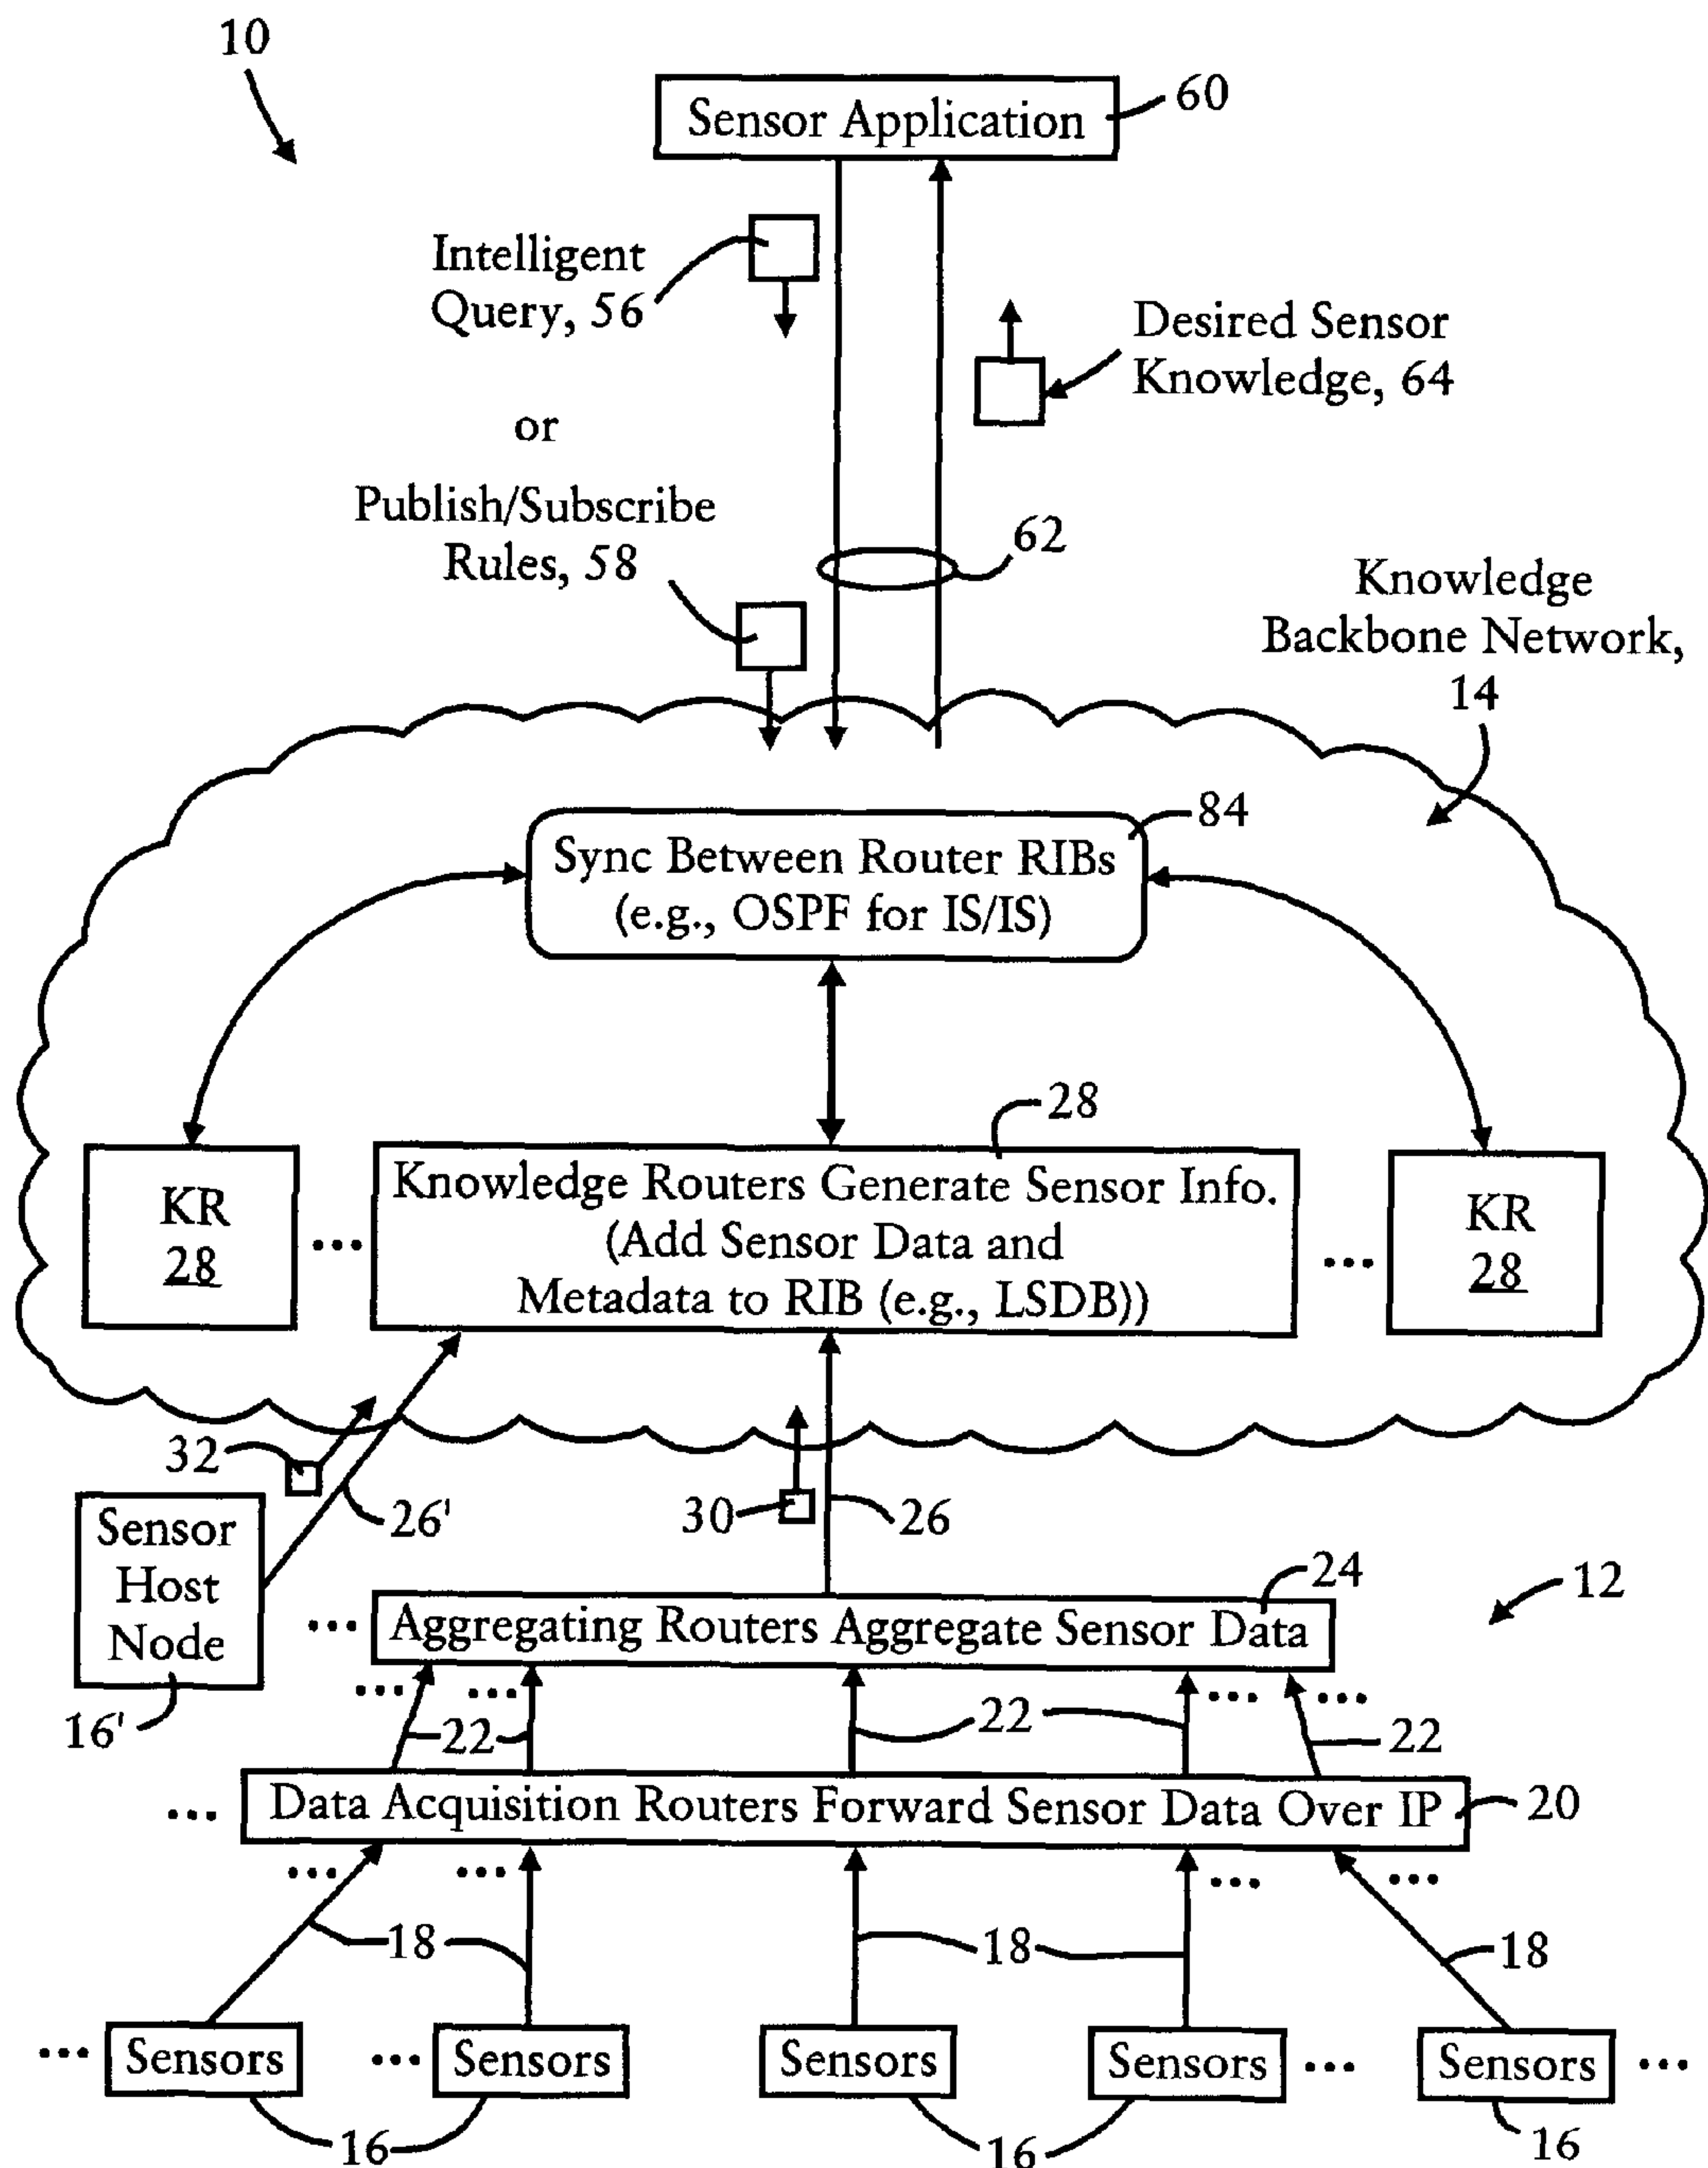 10
Sensor Application
60
Intelligent
Query, 56
Desired Sensor
Knowledge, 64
or
Publish/Subscribe
Rules, 58
62
Knowledge
Backbone Network,
14
84
Sync Between Router RIBs
(e.g., OSPF for IS/IS)
28
KR
28
...
Knowledge Routers Generate Sensor Info.
(Add Sensor Data and
Metadata to RIB (e.g., LSDB))
...
KR
28
32
26'
30
26
Sensor
Host
Node
16'
24
12
... Aggregating Routers Aggregate Sensor Data
... ... ... ...
22 22 22
... Data Acquisition Routers Forward Sensor Data Over IP 20
... ... ... ...
18 18 18
... Sensors ... Sensors Sensors Sensors ... Sensors ...
16 16 16